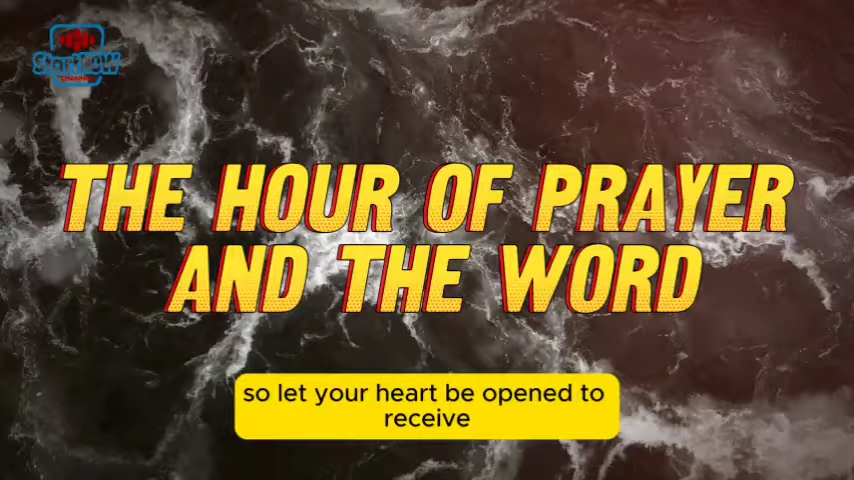 THE HOUR OF PRAYER
AND THE WORD
so let your heart be opened to
receive